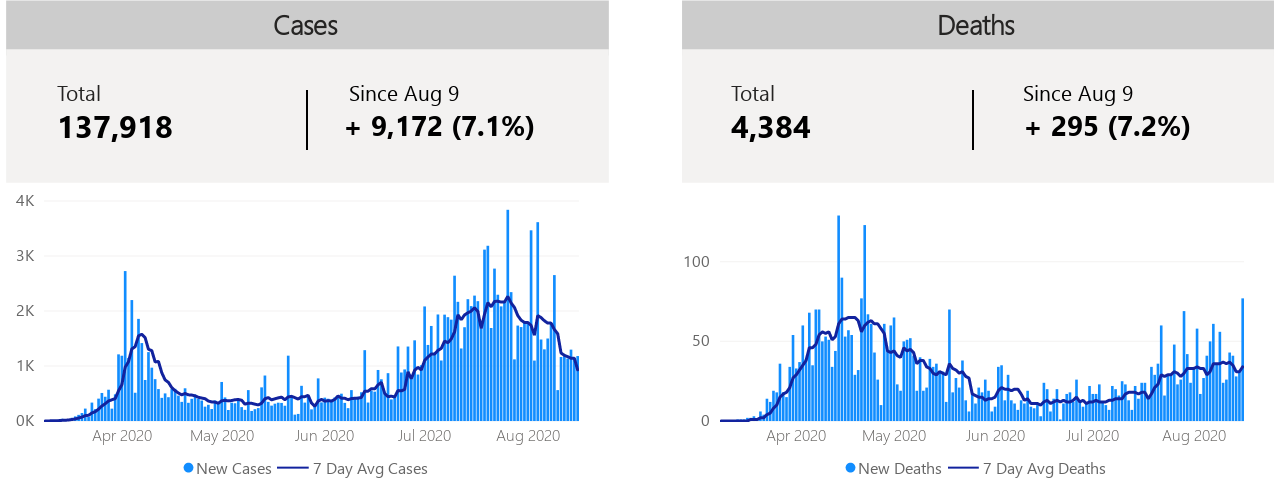 Cases
Total
137,918
Since Aug 9
+ 9,172 (7.1%)
4K
3K
2K
1K
0K
Apr 2020 May 2020 Jun 2020 Jul 2020 Aug 2020
New Cases 7 Day Avg Cases
Deaths
Total
4,384
Since Aug 9
+ 295 (7.2%)
100
50
0
Apr 2020 May 2020 Jun 2020 Jul 2020 Aug 2020
New Deaths 7 Day Avg Deaths